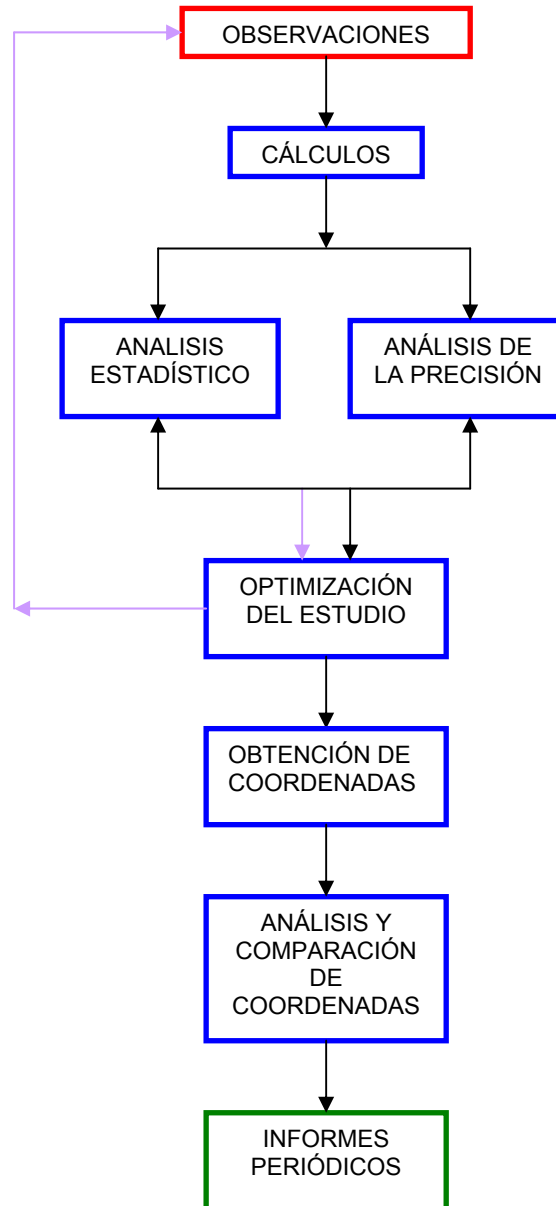 OBSERVACIONES
CÁLCULOS
ANALISIS
ESTADÍSTICO
ANÁLISIS DE
LA PRECISIÓN
OPTIMIZACIÓN
DEL ESTUDIO
OBTENCIÓN DE
COORDENADAS
ANÁLISIS Y
COMPARACIÓN
DE
COORDENADAS
INFORMES
PERIÓDICOS